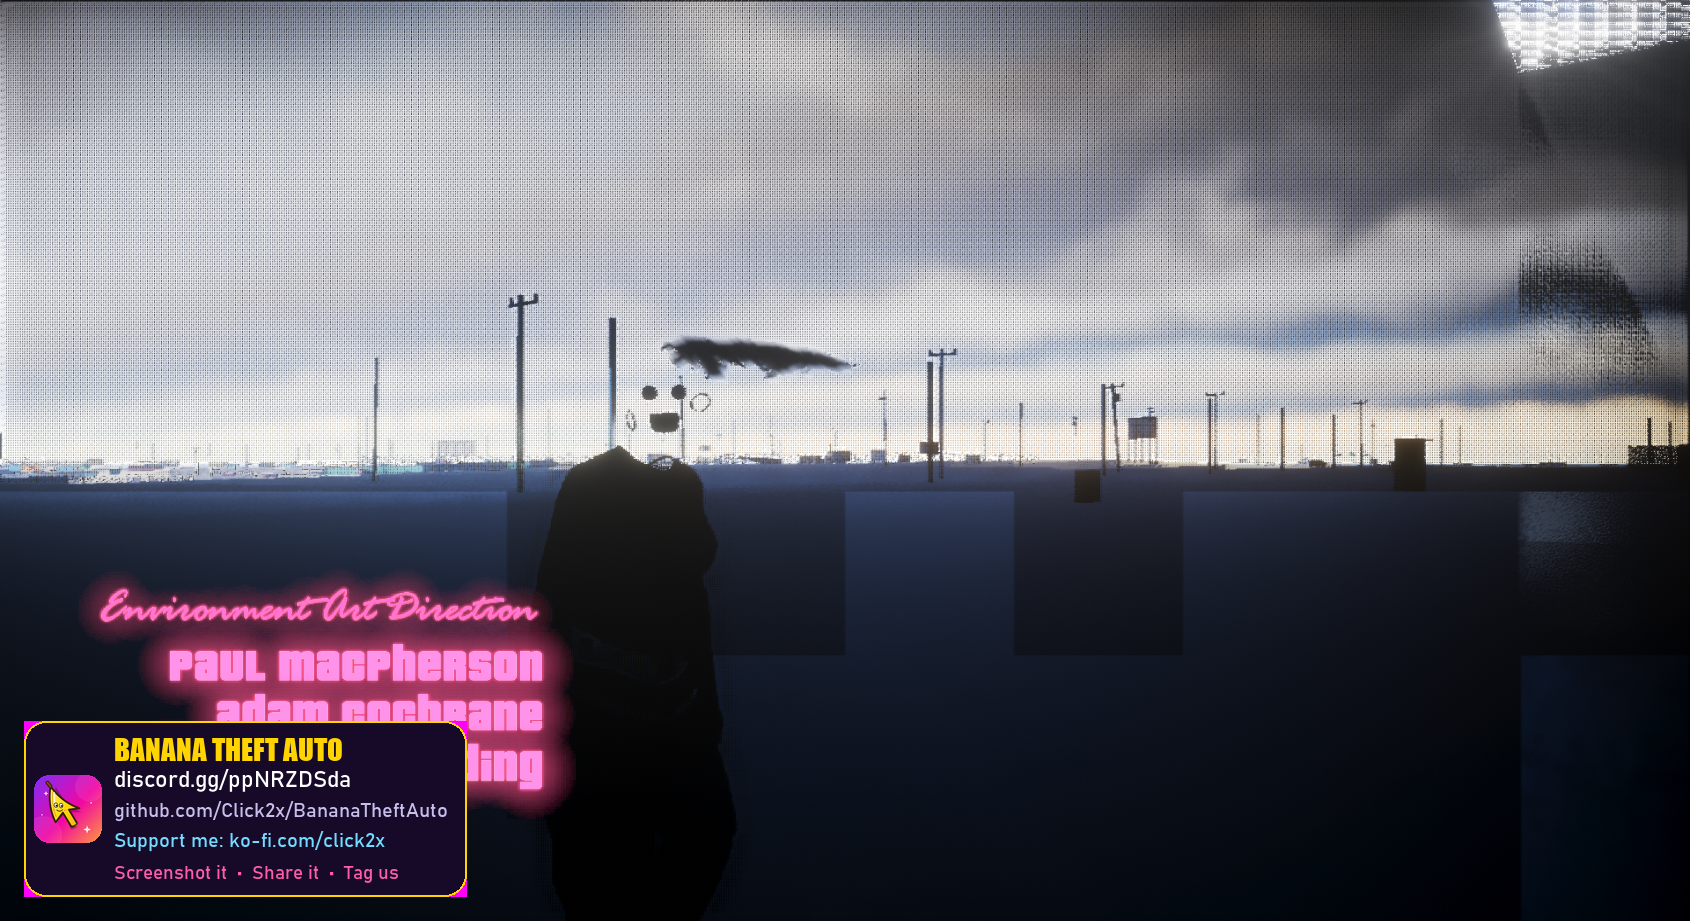 Environment Art Direction
PAUL MACPHERSON
ADAM COCHRANE
BANANA THEFT AUTO
discord.gg/ppNRZDSda
github.com/Click2x/BananaTheftAuto
Support me: ko-fi.com/click2x
Screenshot it • Share it • Tag us